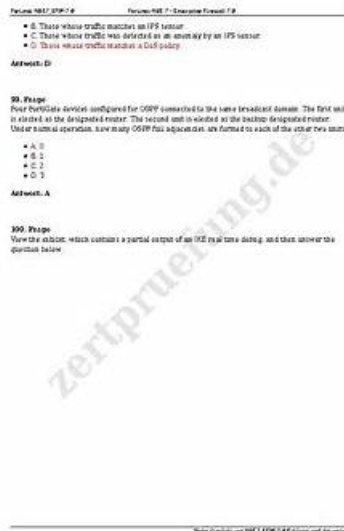 Fortinet NSE7_EFW-7.0 Fortinet NSE 7 - Enterprise Firewall 7.0
B. Those whose traffic matches an IPS sensor
C. Those whose traffic was detected as an anomaly by an IPS sensor
D. Those whose traffic matches a DoS policy
Antwort: D
99. Frage
Four FortiGate devices configured for OSPF connected to the same broadcast domain. The first unit
is elected as the designated router. The second unit is elected as the backup designated router.
Under normal operation, how many OSPF full adjacencies are formed to each of the other two units
A. 0
B. 1
C. 2
D. 3
Antwort: A
100. Frage
View the exhibit, which contains a partial output of an IKE real time debug, and then answer the
question below
zertpruefung.de